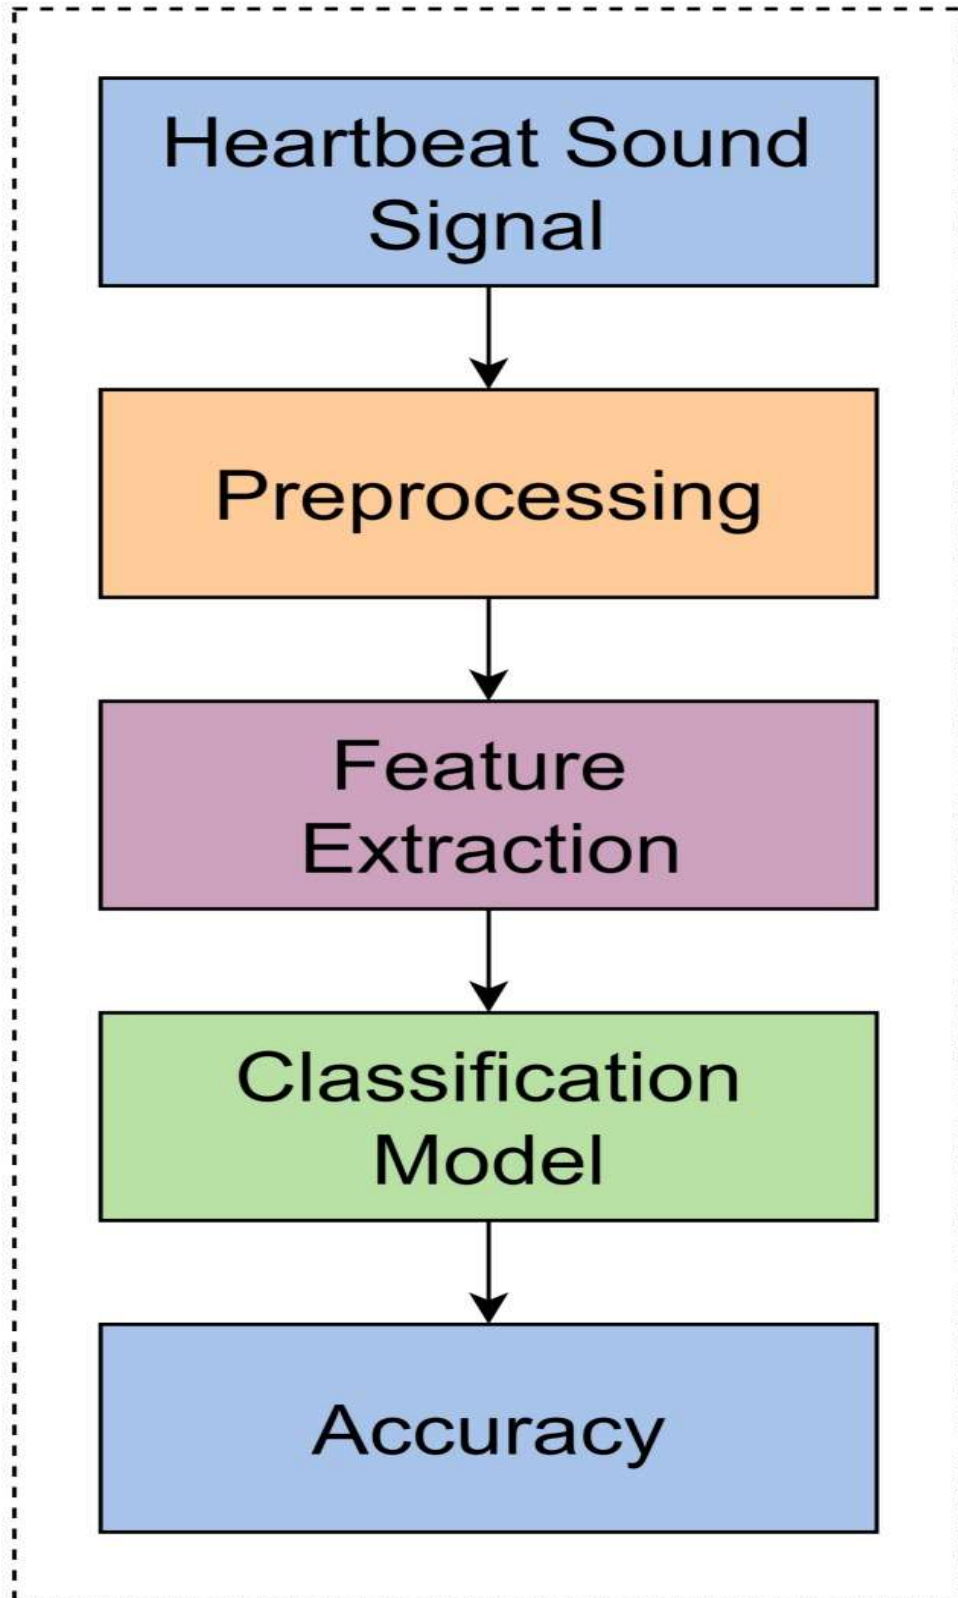 Heartbeat Sound
Signal
Preprocessing
Feature
Extraction
Classification
Model
Accuracy